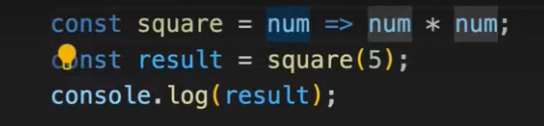 const square = num => num * num;
const result = square(5);
console.log(result);